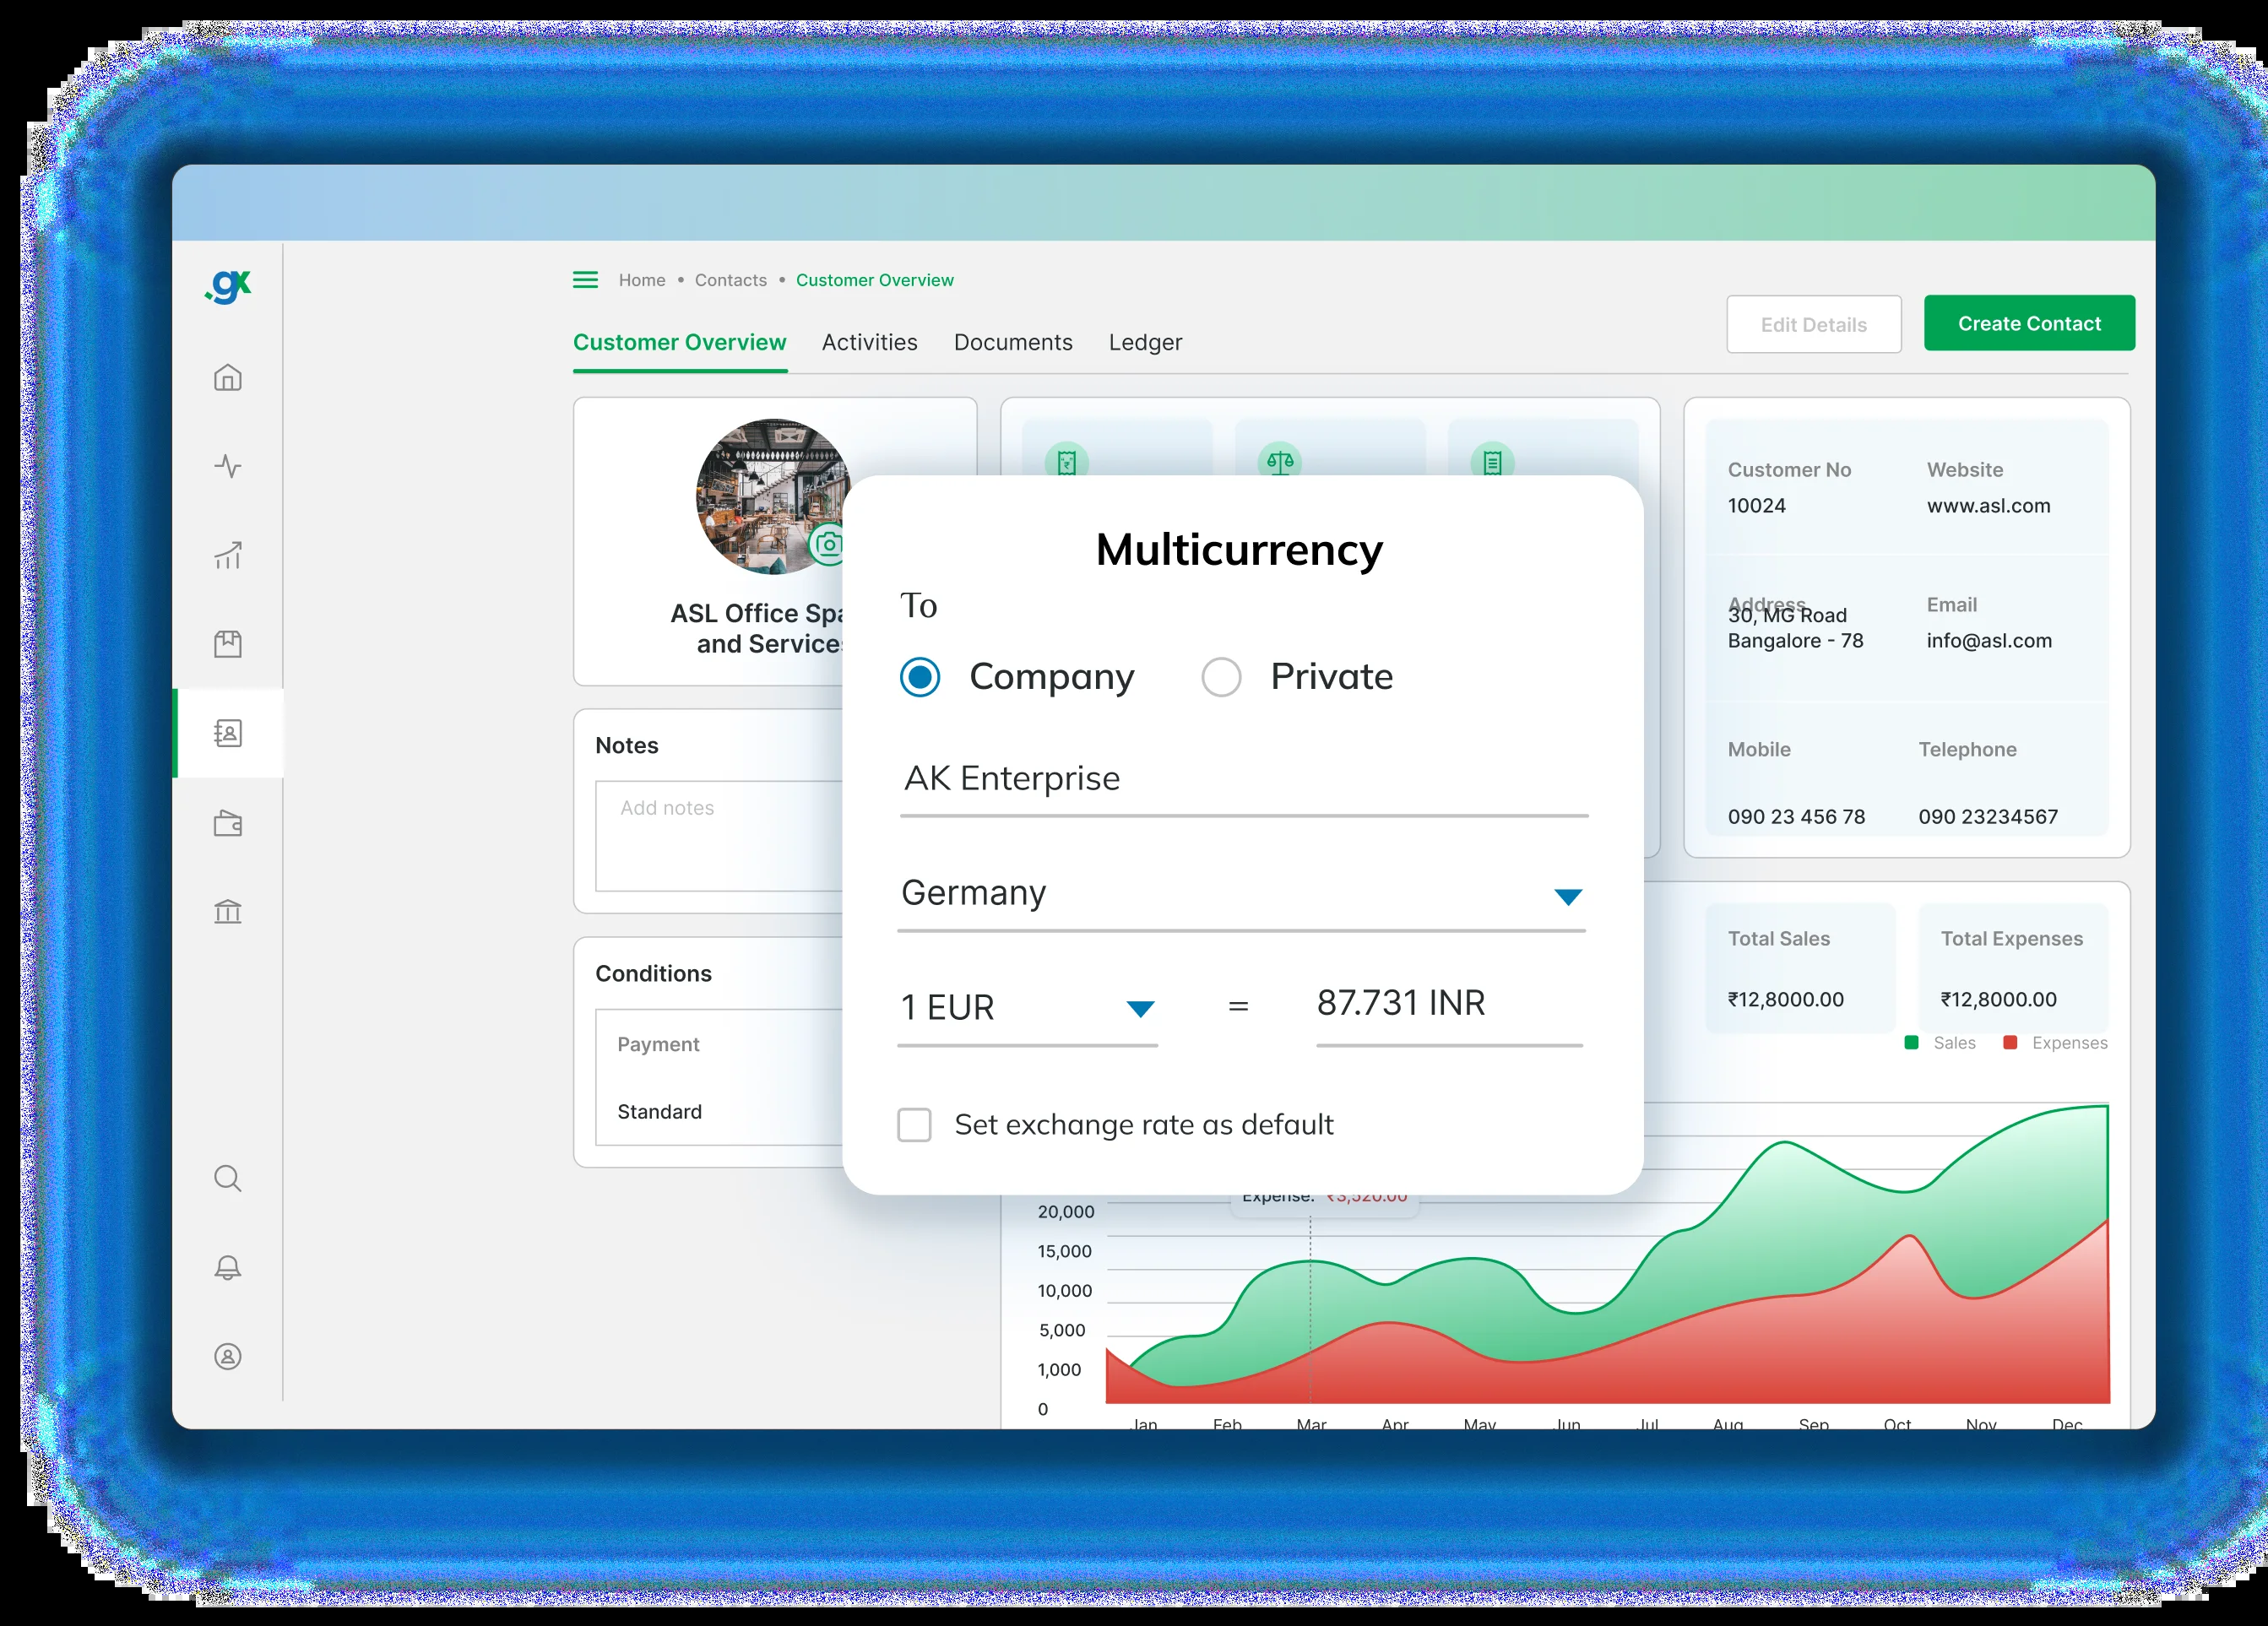 .gx
Home • Contacts • Customer Overview
Customer Overview Activities Documents Ledger
Edit Details Create Contact
ASL Office Spa
and Services
Notes
Add notes
Conditions
Payment
Standard
Multicurrency
To
Company Private
AK Enterprise
Germany
1 EUR = 87.731 INR
Set exchange rate as default
Customer No Website
10024 www.asl.com
Address Email
30, MG Road
Bangalore - 78 info@asl.com
Mobile Telephone
090 23 456 78 090 23234567
Total Sales Total Expenses
₹12,8000.00 ₹12,8000.00
Sales Expenses
Expense: ₹3,520.00
20,000
15,000
10,000
5,000
1,000
0
Jan Feb Mar Apr May Jun Jul Aug Sep Oct Nov Dec